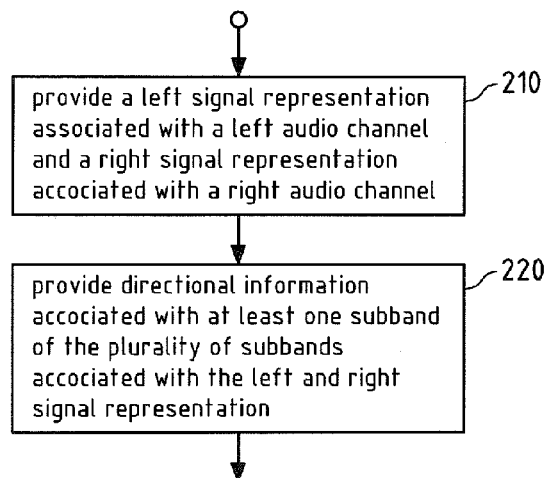 provide a left signal representation
associated with a left audio channel
and a right signal representation
accociated with a right audio channel
210
provide directional information
accociated with at least one subband
of the plurality of subbands
accociated with the left and right
signal representation
220